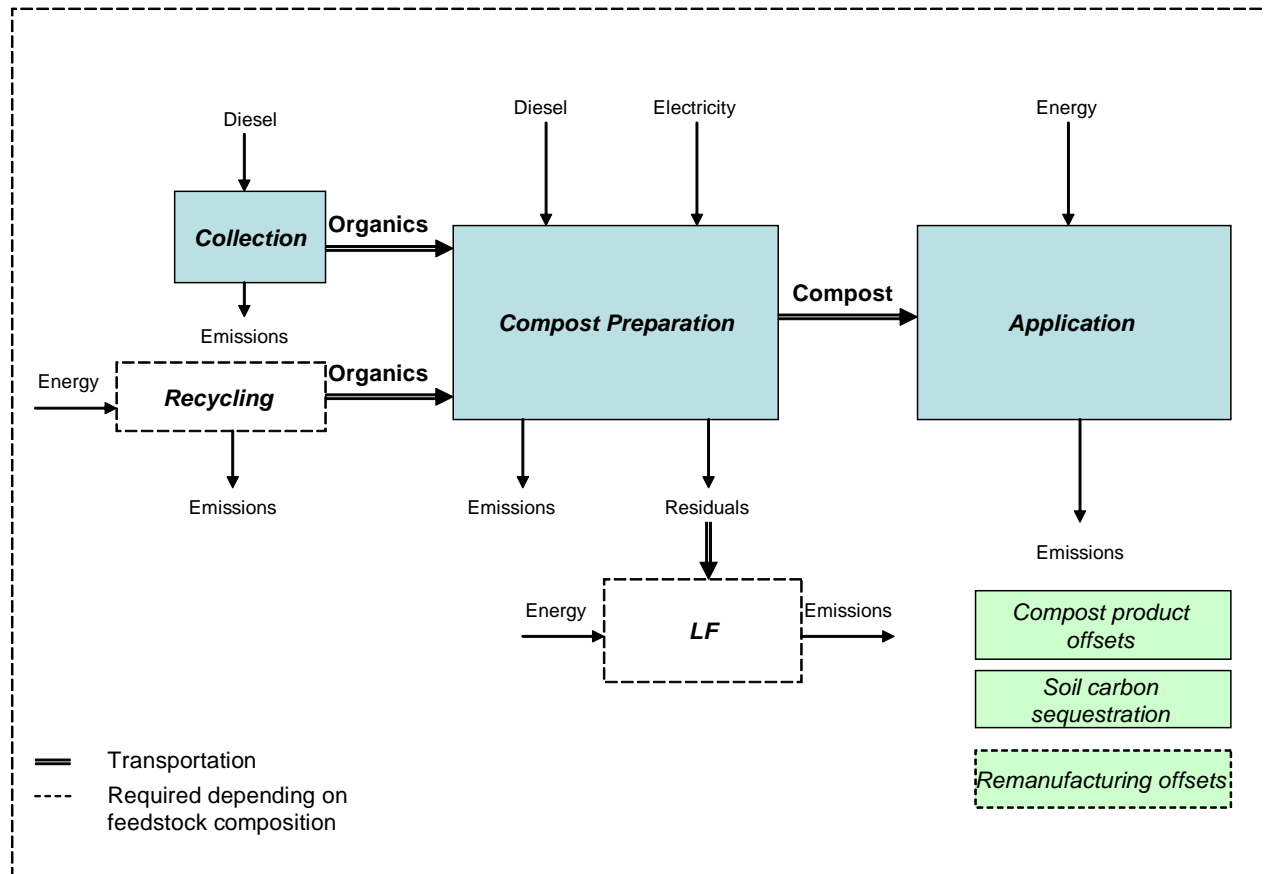 Diesel
Diesel
Electricity
Energy
Collection
Organics
Compost Preparation
Compost
Application
Emissions
Energy
Recycling
Organics
Emissions
Emissions
Residuals
Emissions
Energy
LF
Emissions
Compost product
offsets
Soil carbon
sequestration
Remanufacturing offsets
Transportation
Required depending on
feedstock composition